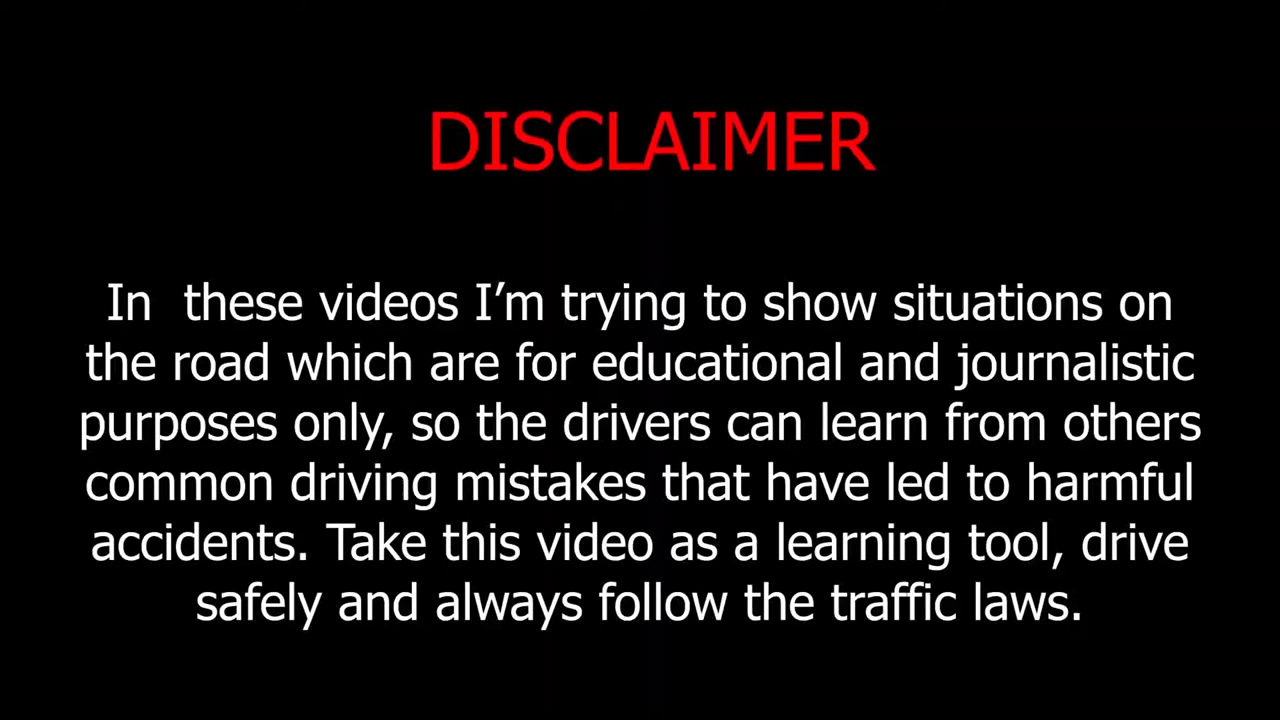 DISCLAIMER
In  these videos I’m trying to show situations on
the road which are for educational and journalistic
purposes only, so the drivers can learn from others
common driving mistakes that have led to harmful
accidents. Take this video as a learning tool, drive
safely and always follow the traffic laws.